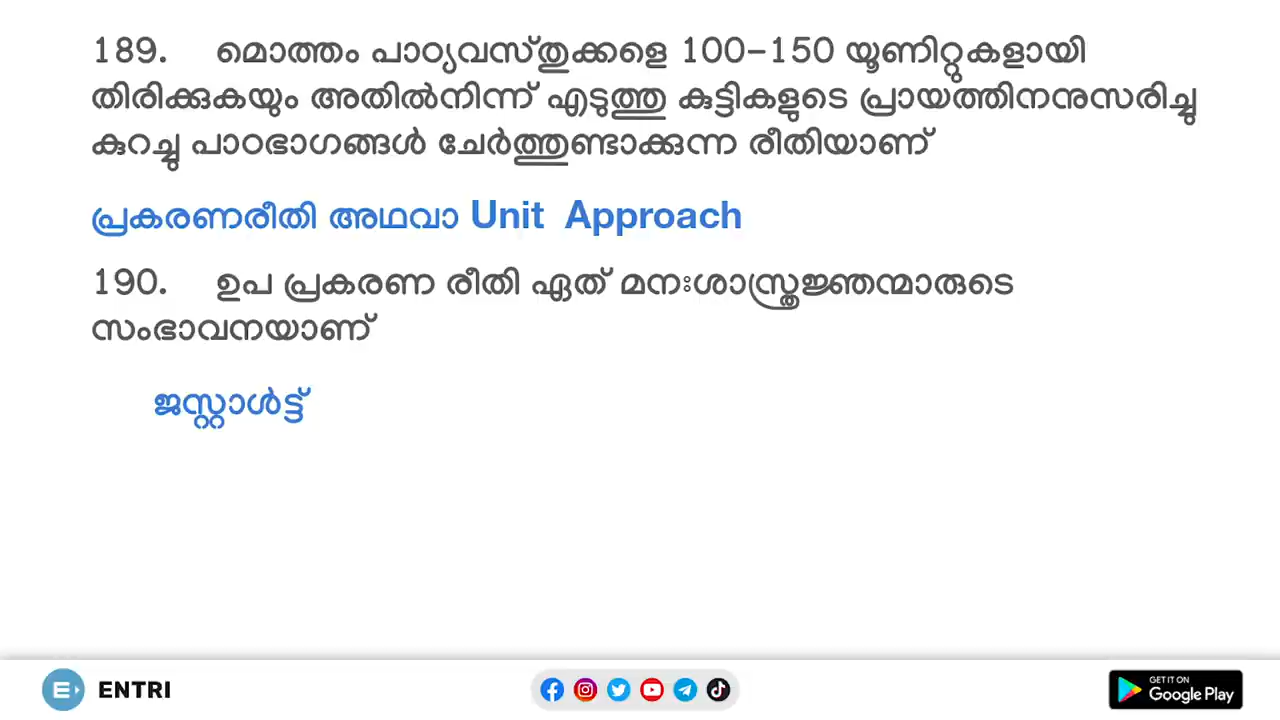 189. മൊത്തം പാഠ്യവസ്തുക്കളെ 100-150 യൂണിറ്റുകളായി
തിരിക്കുകയും അതിൽനിന്ന് എടുത്തു കുട്ടികളുടെ പ്രായത്തിനനുസരിച്ചു
കുറച്ചു പാഠഭാഗങ്ങൾ ചേർത്തുണ്ടാക്കുന്ന രീതിയാണ്
പ്രകരണരീതി അഥവാ Unit Approach
190. ഉപ പ്രകരണ രീതി ഏത് മനഃശാസ്ത്രജ്ഞന്മാരുടെ
സംഭാവനയാണ്
ജസ്റ്റാൾട്ട്
E ENTRI
GET IT ON
Google Play